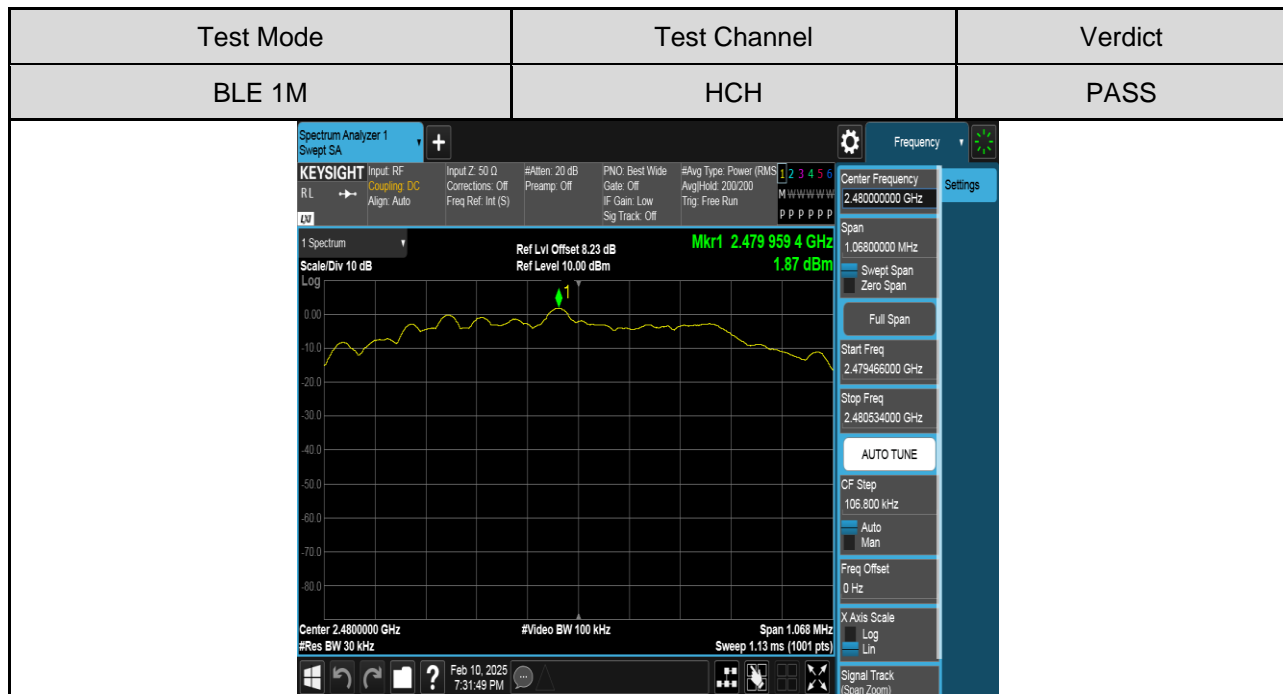 Test Mode Test Channel Verdict
BLE 1M HCH PASS
Spectrum Analyzer 1
Swept SA
+
Frequency
KEYSIGHT
RL
LXI
Input: RF
Coupling: DC
Align: Auto
Input Z: 50 Ω
Corrections: Off
Freq Ref: Int (S)
#Atten: 20 dB
Preamp: Off
PNO: Best Wide
Gate: Off
IF Gain: Low
Sig Track: Off
#Avg Type: Power (RMS
Avg|Hold: 200/200
Trig: Free Run
1 2 3 4 5 6
M W W W W W
P P P P P P
1 Spectrum
Scale/Div 10 dB
Ref Lvl Offset 8.23 dB
Ref Level 10.00 dBm
Mkr1 2.479 959 4 GHz
1.87 dBm
Log
1
0.00
-10.0
-20.0
-30.0
-40.0
-50.0
-60.0
-70.0
-80.0
Center 2.4800000 GHz
#Res BW 30 kHz
#Video BW 100 kHz
Span 1.068 MHz
Sweep 1.13 ms (1001 pts)
?
Feb 10, 2025
7:31:49 PM
Center Frequency
2.480000000 GHz
Span
1.06800000 MHz
Swept Span
Zero Span
Full Span
Start Freq
2.479466000 GHz
Stop Freq
2.480534000 GHz
AUTO TUNE
CF Step
106.800 kHz
Auto
Man
Freq Offset
0 Hz
X Axis Scale
Log
Lin
Signal Track
(Span Zoom)
Settings